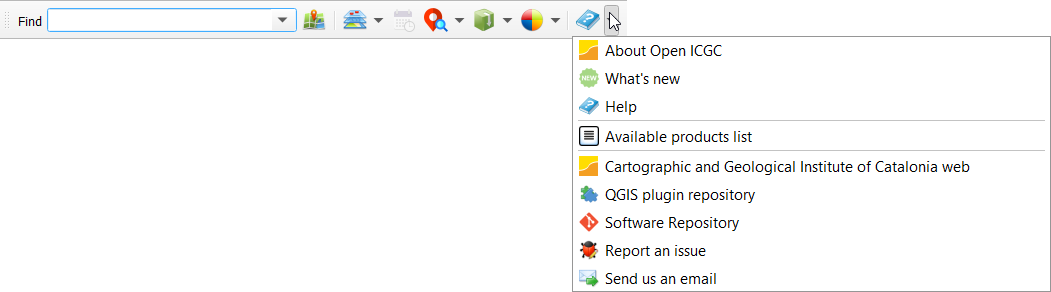 Find
About Open ICGC
NEW
What's new
Help
Available products list
Cartographic and Geological Institute of Catalonia web
QGIS plugin repository
Software Repository
Report an issue
Send us an email